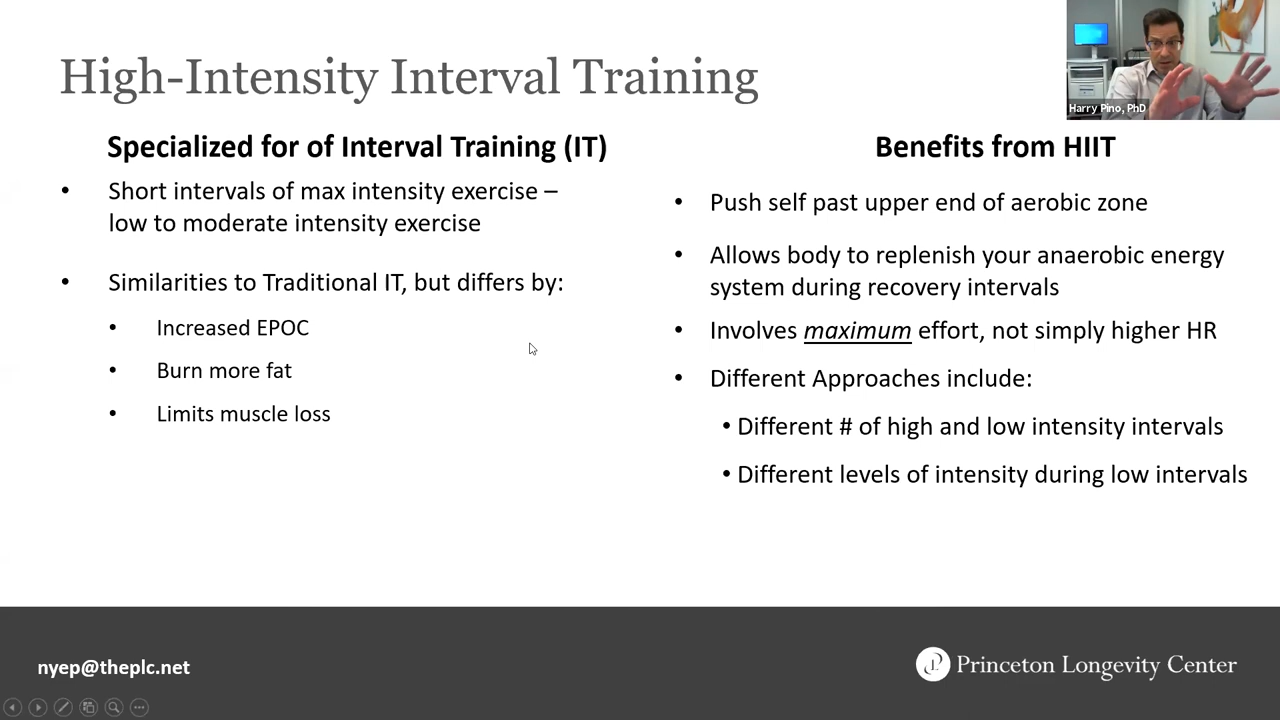 High-Intensity Interval Training
Harry Pino, PhD
Specialized for of Interval Training (IT)
• Short intervals of max intensity exercise –
low to moderate intensity exercise
• Similarities to Traditional IT, but differs by:
• Increased EPOC
• Burn more fat
• Limits muscle loss
Benefits from HIIT
• Push self past upper end of aerobic zone
• Allows body to replenish your anaerobic energy
system during recovery intervals
• Involves maximum effort, not simply higher HR
• Different Approaches include:
• Different # of high and low intensity intervals
• Different levels of intensity during low intervals
nyep@theplc.net
Princeton Longevity Center